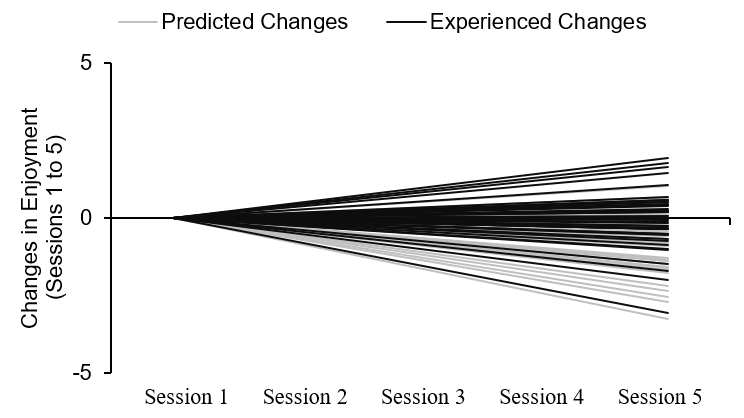 Predicted Changes
Experienced Changes
5
0
-5
Changes in Enjoyment
(Sessions 1 to 5)
Session 1
Session 2
Session 3
Session 4
Session 5